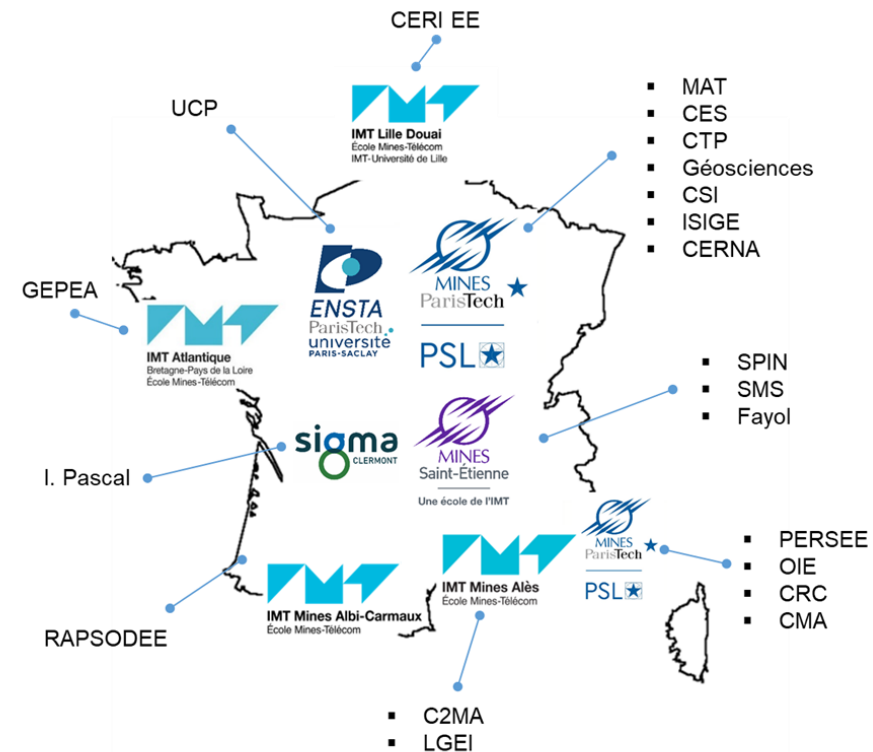 CERI EE
IMT Lille Douai
École Mines-Télécom
IMT-Université de Lille
UCP
▪ MAT
▪ CES
▪ CTP
▪ Géosciences
▪ CSI
▪ ISIGE
▪ CERNA
ENSTA
ParisTech
université
PARIS-SACLAY
MINES
ParisTech
PSL
GEPEA
IMT Atlantique
Bretagne-Pays de la Loire
École Mines-Télécom
▪ SPIN
▪ SMS
▪ Fayol
sigma
CLERMONT
MINES
Saint-Étienne
Une école de l'IMT
I. Pascal
MINES
ParisTech
PSL
▪ PERSEE
▪ OIE
▪ CRC
▪ CMA
IMT Mines Albi-Carmaux
École Mines-Télécom
IMT Mines Alès
École Mines-Télécom
RAPSODEE
▪ C2MA
▪ LGEI